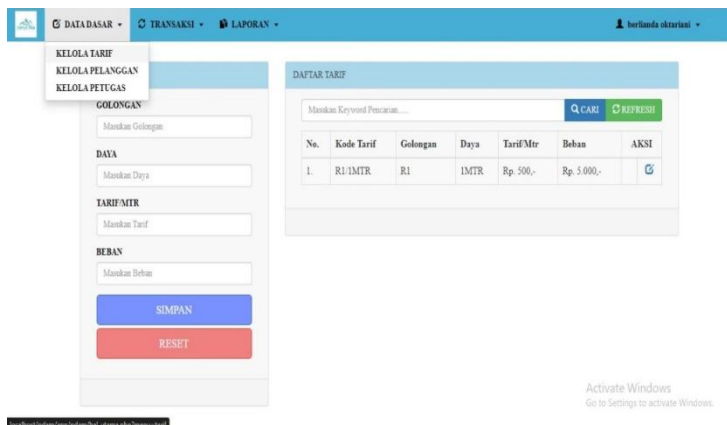 DATA DASAR
TRANSAKSI
LAPORAN
berlianda oktariani
KELOLA TARIF
KELOLA PELANGGAN
KELOLA PETUGAS
GOLONGAN
Masukan Golongan
DAYA
Masukan Daya
TARIF/MTR
Masukan Tarif
BEBAN
Masukan Beban
SIMPAN
RESET
DAFTAR TARIF
Masukan Keyword Pencarian.....
CARI REFRESH
No. Kode Tarif Golongan Daya Tarif/Mtr Beban AKSI
1. R1/1MTR R1 1MTR Rp. 500,- Rp. 5.000,-
Activate Windows
Go to Settings to activate Windows.